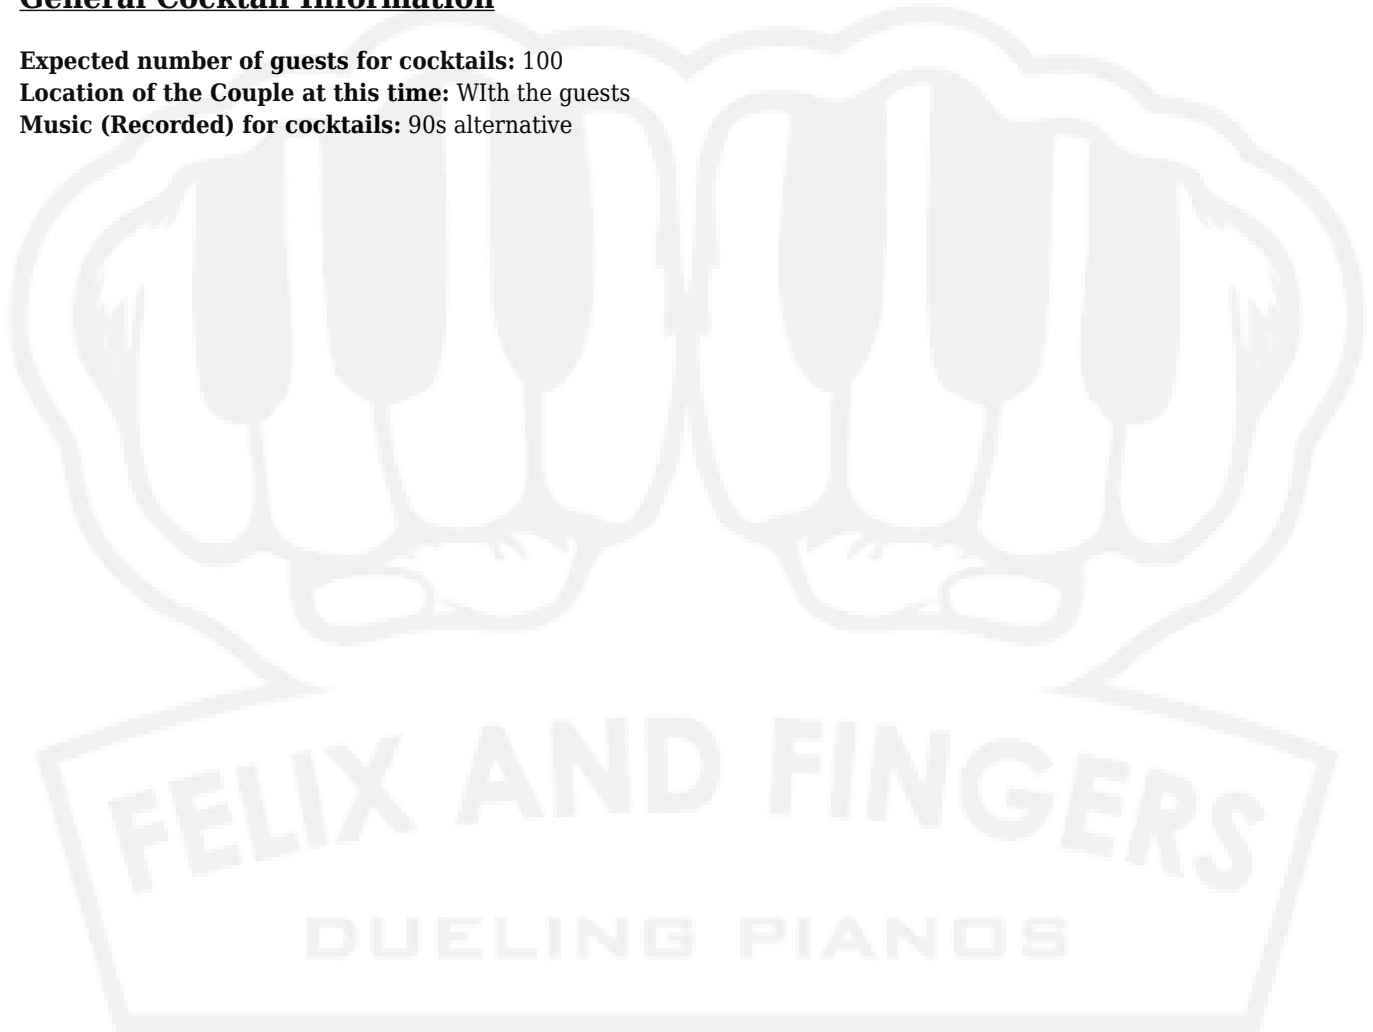 General Cocktail Information
Expected number of guests for cocktails: 100
Location of the Couple at this time: WIth the guests
Music (Recorded) for cocktails: 90s alternative
FELIX AND FINGERS
DUELING PIANOS